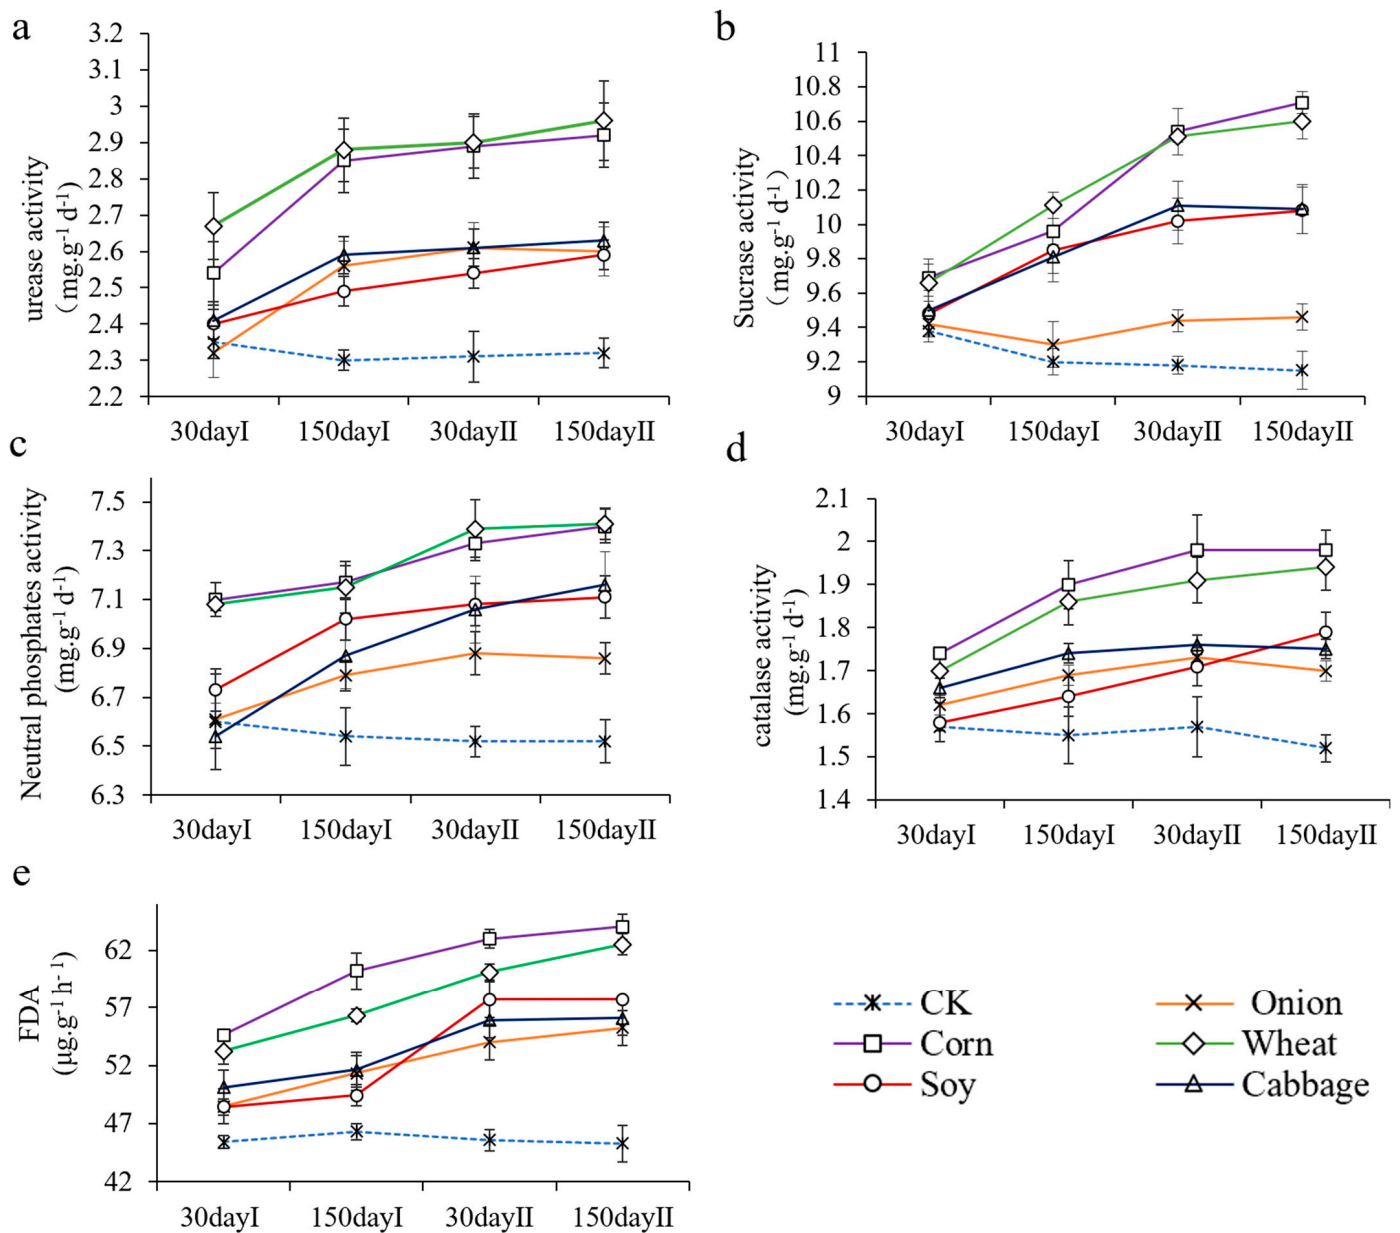 a
3.2
3.1
3
2.9
2.8
2.7
2.6
2.5
2.4
2.3
2.2
urease activity
(mg.g-1 d-1)
30dayI 150dayI 30dayII 150dayII
b
11
10.8
10.6
10.4
10.2
10
9.8
9.6
9.4
9.2
9
Sucrase activity
(mg.g-1 d-1)
30dayI 150dayI 30dayII 150dayII
c
7.5
7.3
7.1
6.9
6.7
6.5
6.3
Neutral phosphates activity
(mg.g-1 d-1)
30dayI 150dayI 30dayII 150dayII
d
2.1
2
1.9
1.8
1.7
1.6
1.5
1.4
catalase activity
(mg.g-1 d-1)
30dayI 150dayI 30dayII 150dayII
e
62
57
52
47
42
FDA
(μg.g-1 h-1)
30dayI 150dayI 30dayII 150dayII
CK Onion
Corn Wheat
Soy Cabbage